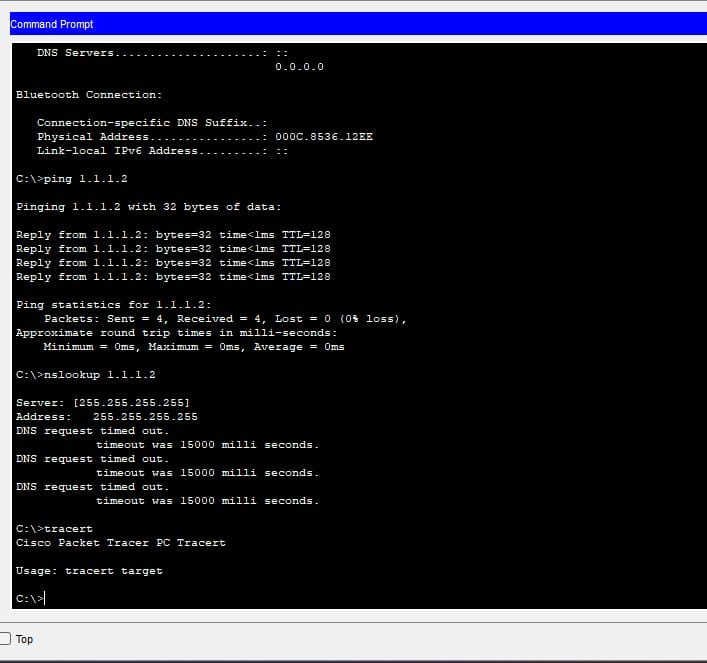 Command Prompt
DNS Servers.....................: ::
0.0.0.0
Bluetooth Connection:
Connection-specific DNS Suffix..:
Physical Address................: 000C.8536.12EE
Link-local IPv6 Address.........: ::
C:\>ping 1.1.1.2
Pinging 1.1.1.2 with 32 bytes of data:
Reply from 1.1.1.2: bytes=32 time<1ms TTL=128
Reply from 1.1.1.2: bytes=32 time<1ms TTL=128
Reply from 1.1.1.2: bytes=32 time<1ms TTL=128
Reply from 1.1.1.2: bytes=32 time<1ms TTL=128
Ping statistics for 1.1.1.2:
Packets: Sent = 4, Received = 4, Lost = 0 (0% loss),
Approximate round trip times in milli-seconds:
Minimum = 0ms, Maximum = 0ms, Average = 0ms
C:\>nslookup 1.1.1.2
Server: [255.255.255.255]
Address:   255.255.255.255
DNS request timed out.
timeout was 15000 milli seconds.
DNS request timed out.
timeout was 15000 milli seconds.
DNS request timed out.
timeout was 15000 milli seconds.
C:\>tracert
Cisco Packet Tracer PC Tracert
Usage: tracert target
C:\>
Top